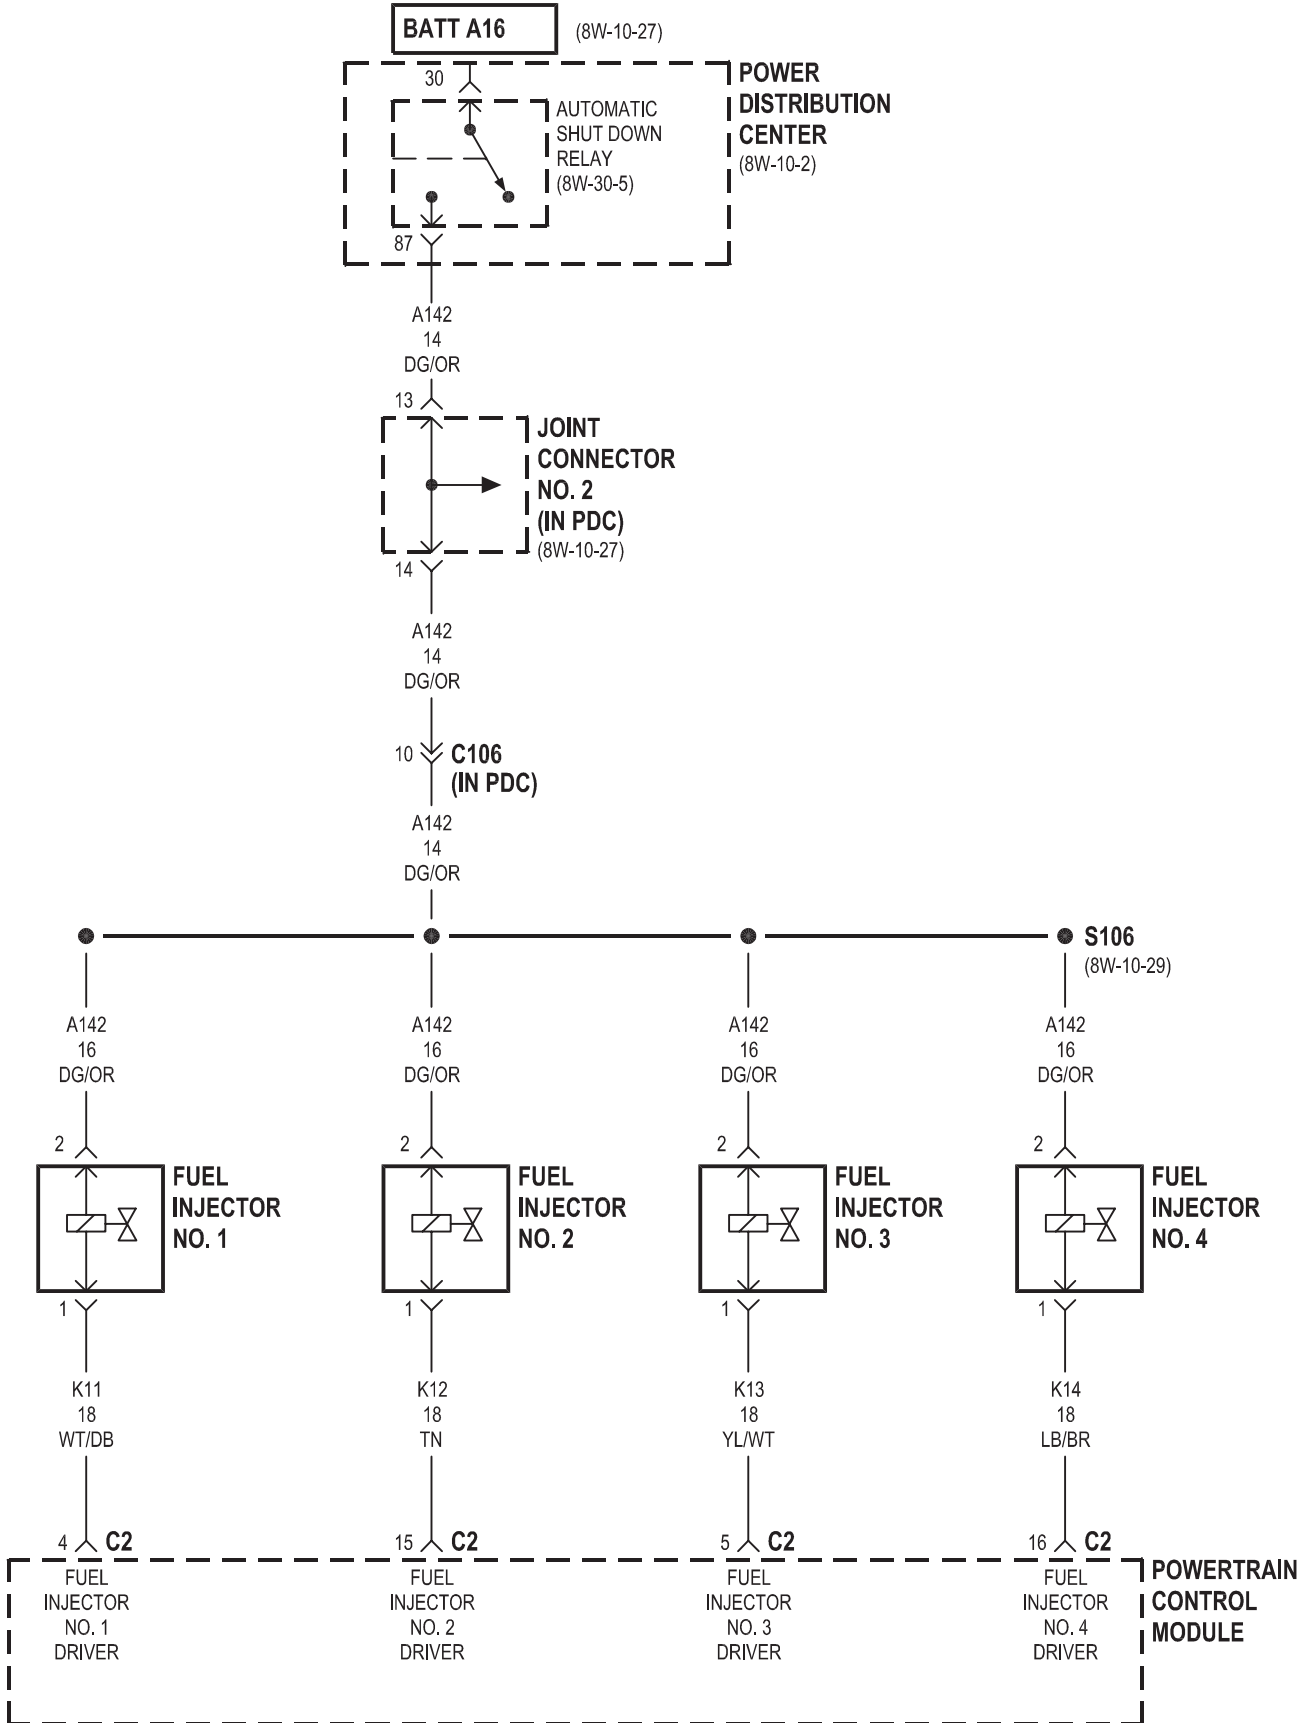 BATT A16 (8W-10-27)
30
POWER
DISTRIBUTION
CENTER
(8W-10-2)
AUTOMATIC
SHUT DOWN
RELAY
(8W-30-5)
87
A142
14
DG/OR
13
JOINT
CONNECTOR
NO. 2
(IN PDC)
(8W-10-27)
14
A142
14
DG/OR
10 C106
(IN PDC)
A142
14
DG/OR
S106
(8W-10-29)
A142 A142 A142 A142
16 16 16 16
DG/OR DG/OR DG/OR DG/OR
2 2 2 2
FUEL FUEL FUEL FUEL
INJECTOR INJECTOR INJECTOR INJECTOR
NO. 1 NO. 2 NO. 3 NO. 4
1 1 1 1
K11 K12 K13 K14
18 18 18 18
WT/DB TN YL/WT LB/BR
4 C2 15 C2 5 C2 16 C2
FUEL FUEL FUEL FUEL
INJECTOR INJECTOR INJECTOR INJECTOR
NO. 1 NO. 2 NO. 3 NO. 4
DRIVER DRIVER DRIVER DRIVER
POWERTRAIN
CONTROL
MODULE